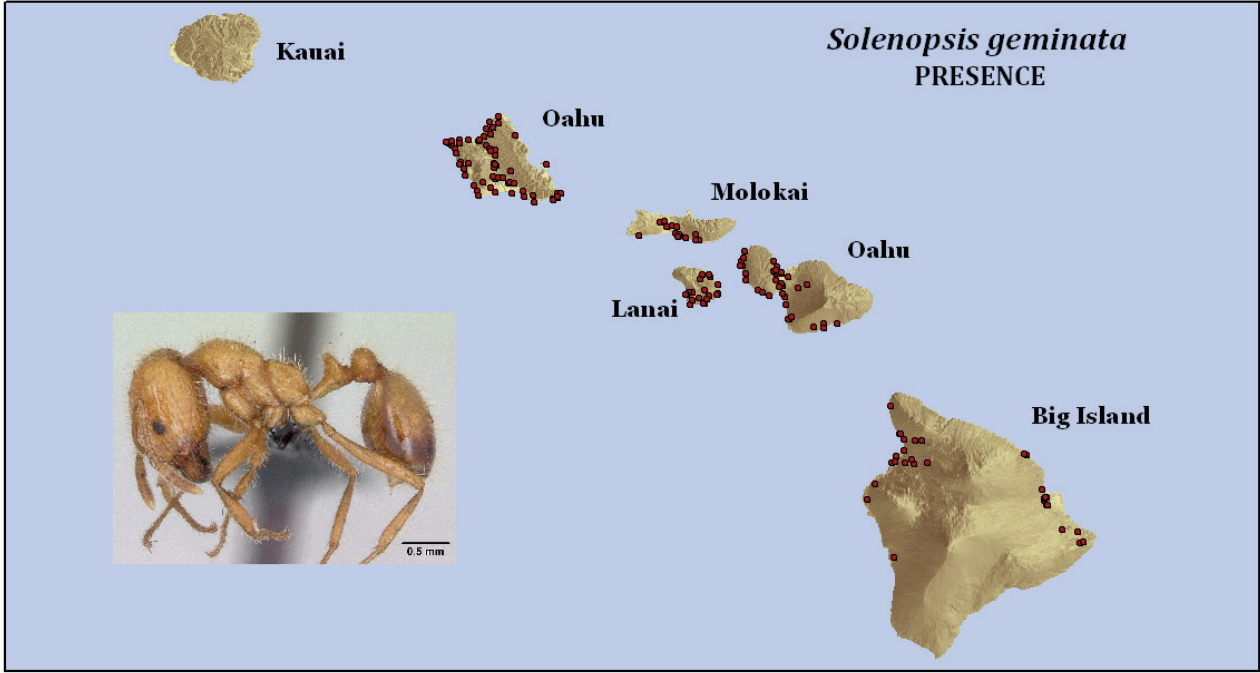 Solenopsis geminata
PRESENCE
Kauai
Oahu
Molokai
Oahu
Lanai
Big Island
0.5 mm